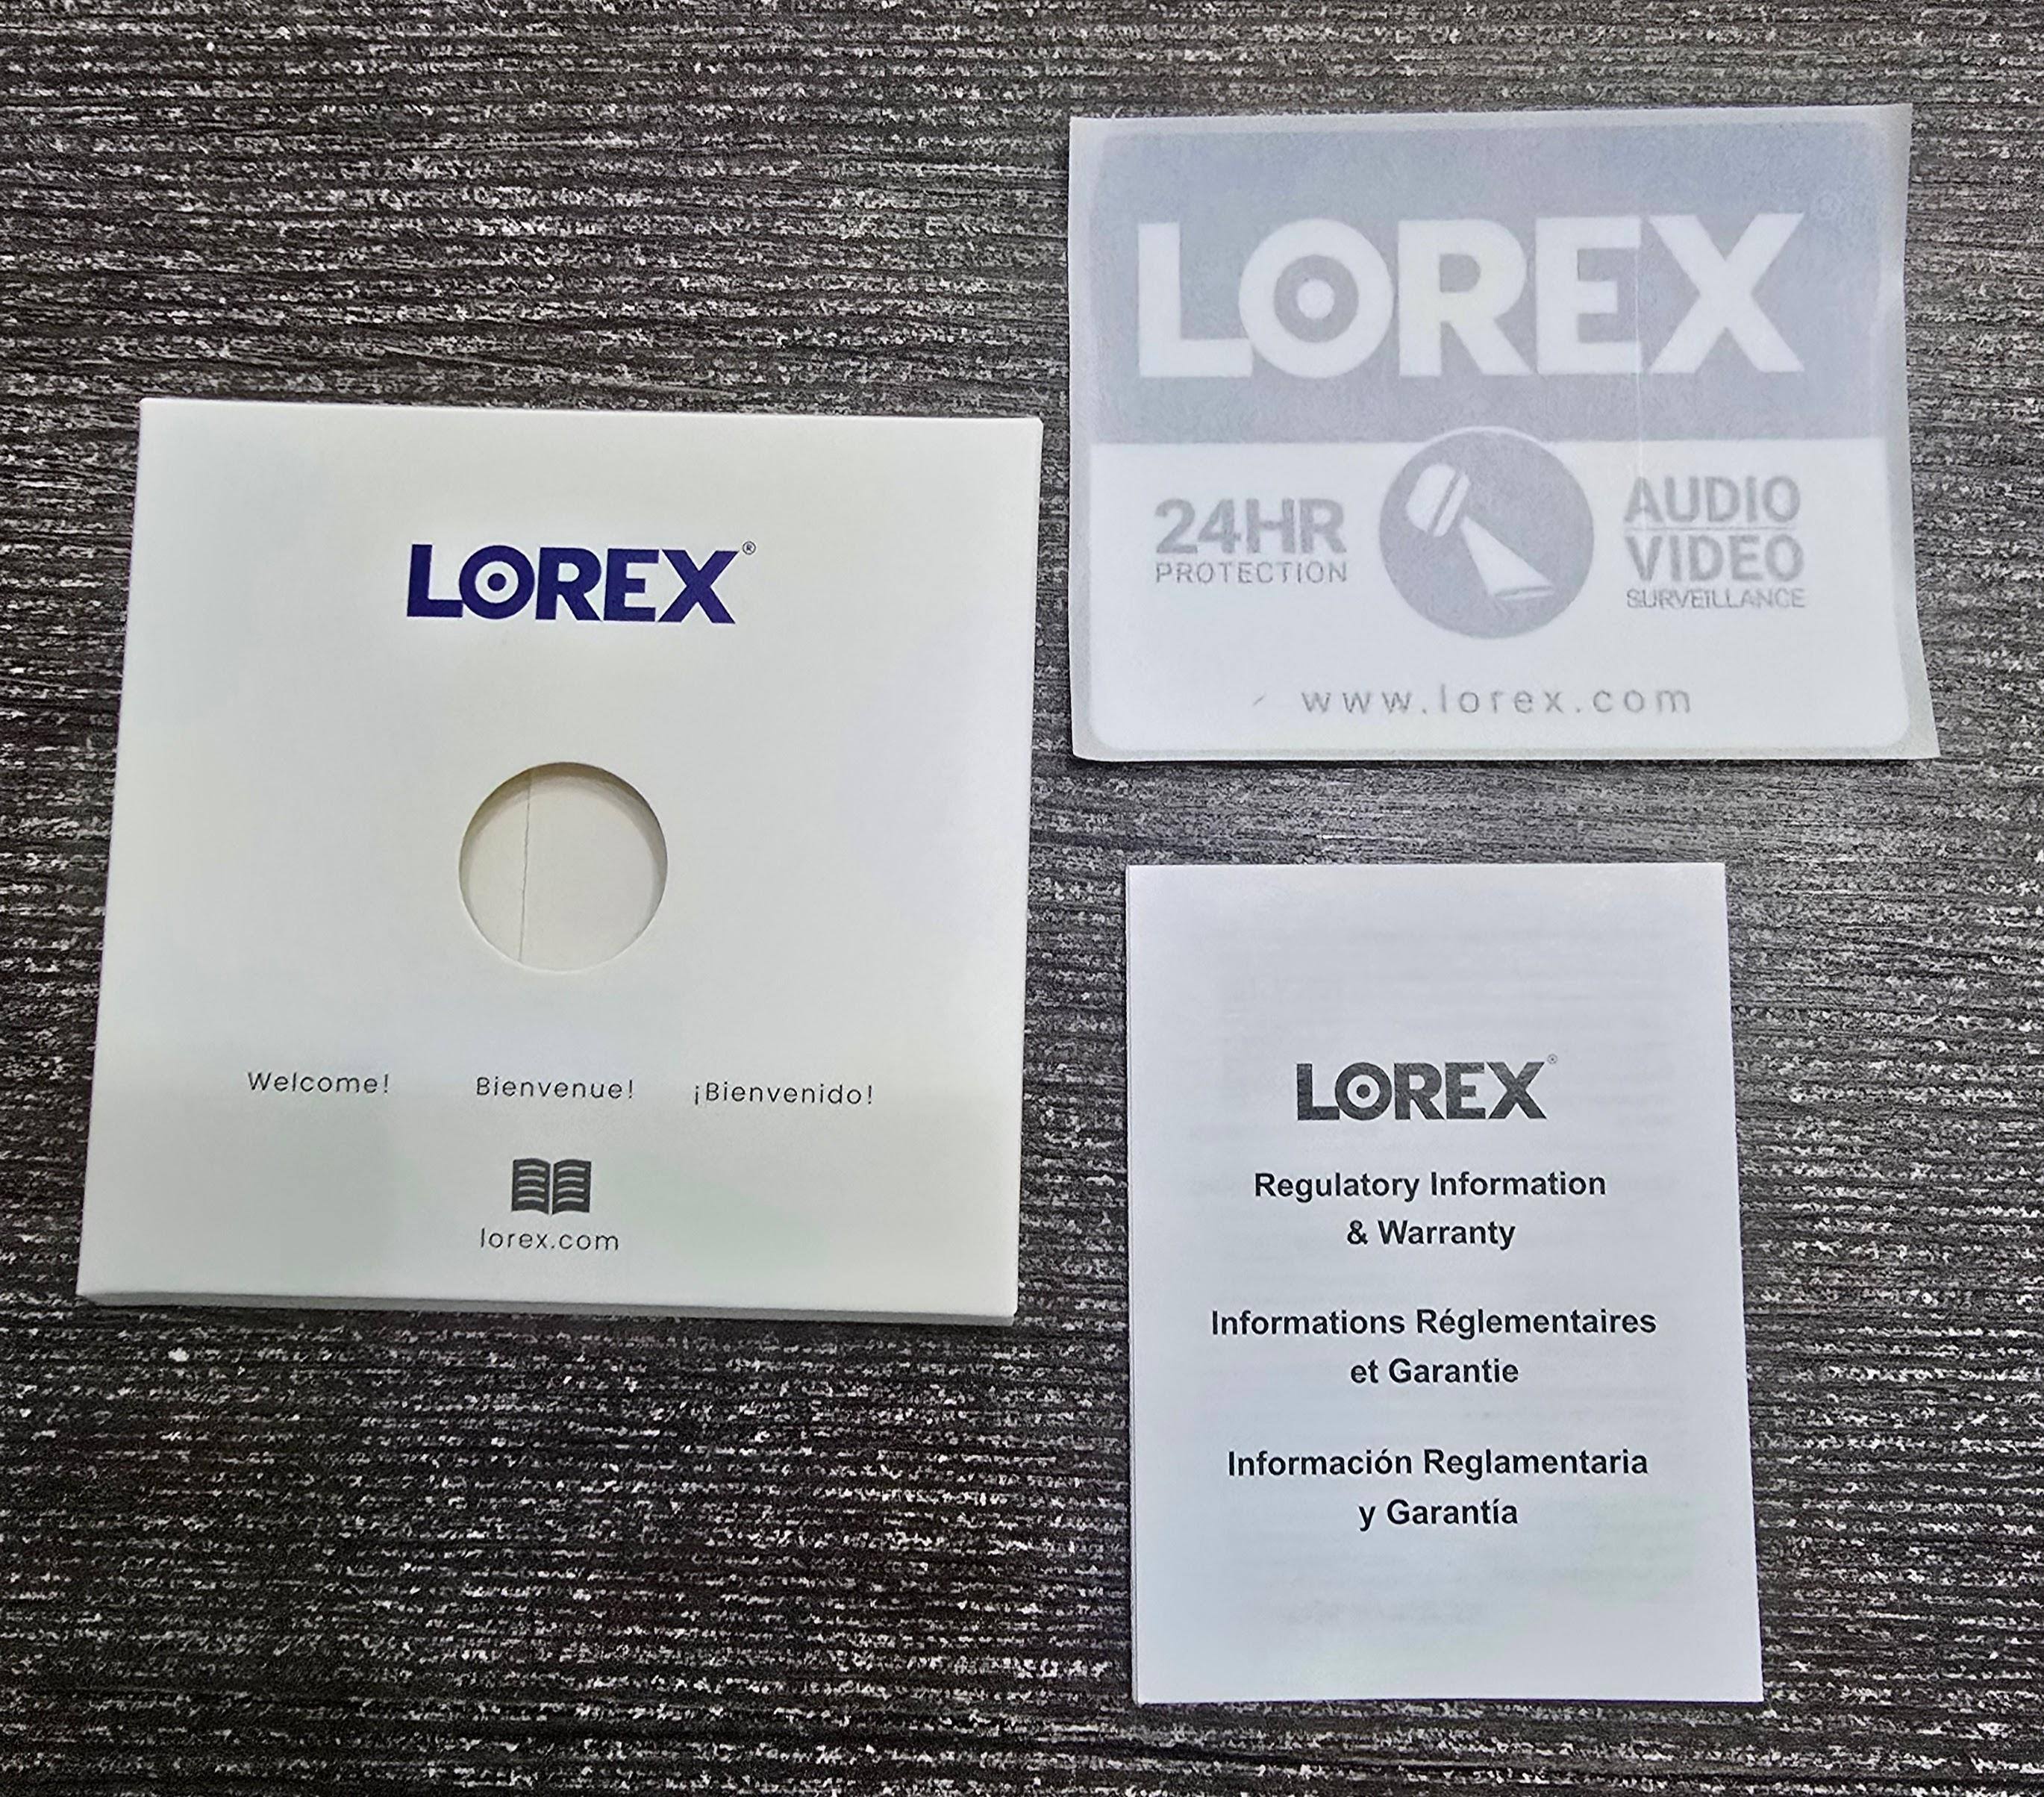 LOREX®
Welcome! Bienvenue! ¡Bienvenido!
lorex.com
LOREX®
24HR
PROTECTION
AUDIO
VIDEO
SURVEILLANCE
www.lorex.com
LOREX®
Regulatory Information
& Warranty
Informations Réglementaires
et Garantie
Información Reglamentaria
y Garantía